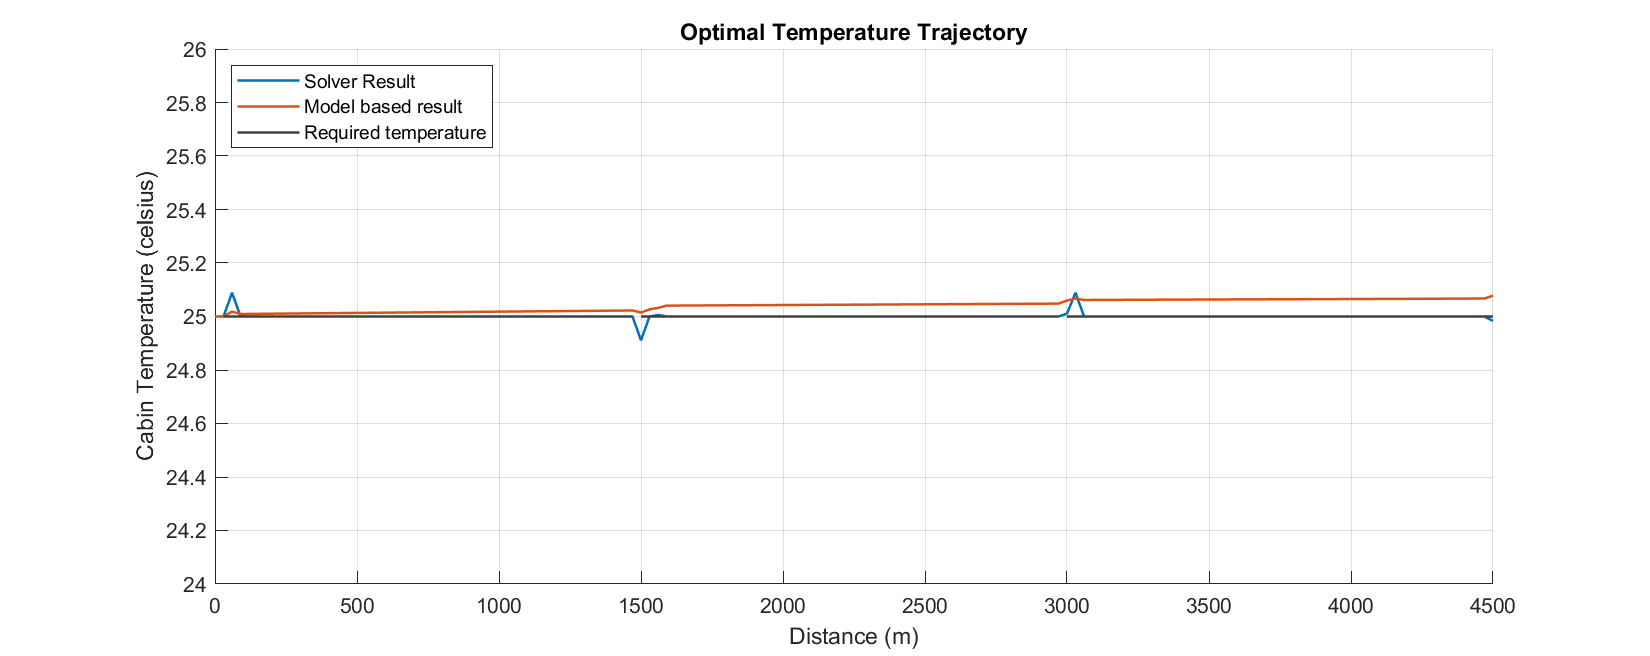 Optimal Temperature Trajectory
Solver Result
Model based result
Required temperature
Cabin Temperature (celsius)
26
25.8
25.6
25.4
25.2
25
24.8
24.6
24.4
24.2
24
0 500 1000 1500 2000 2500 3000 3500 4000 4500
Distance (m)